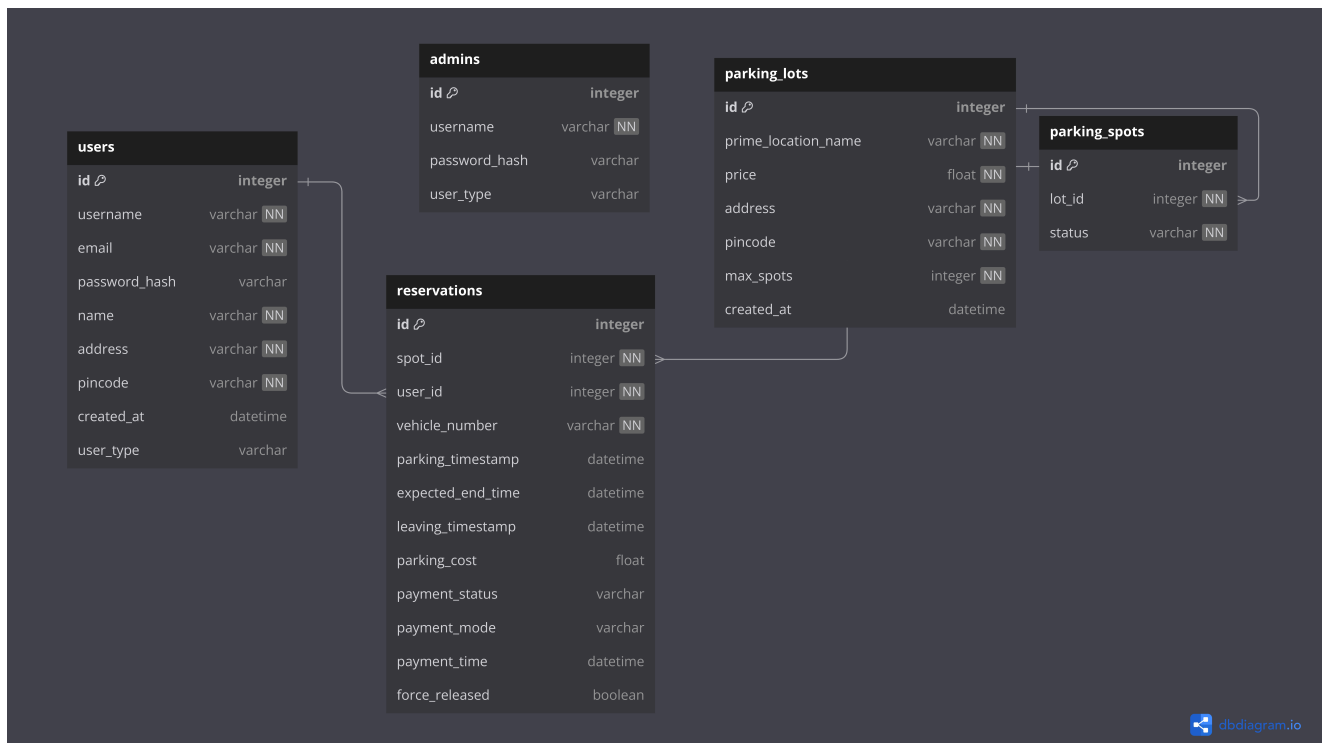 admins
id integer
username varchar NN
password_hash varchar
user_type varchar
parking_lots
id integer
prime_location_name varchar NN
price float NN
address varchar NN
pincode varchar NN
max_spots integer NN
created_at datetime
parking_spots
id integer
lot_id integer NN
status varchar NN
users
id integer
username varchar NN
email varchar NN
password_hash varchar
name varchar NN
address varchar NN
pincode varchar NN
created_at datetime
user_type varchar
reservations
id integer
spot_id integer NN
user_id integer NN
vehicle_number varchar NN
parking_timestamp datetime
expected_end_time datetime
leaving_timestamp datetime
parking_cost float
payment_status varchar
payment_mode varchar
payment_time datetime
force_released boolean
dbdiagram.io